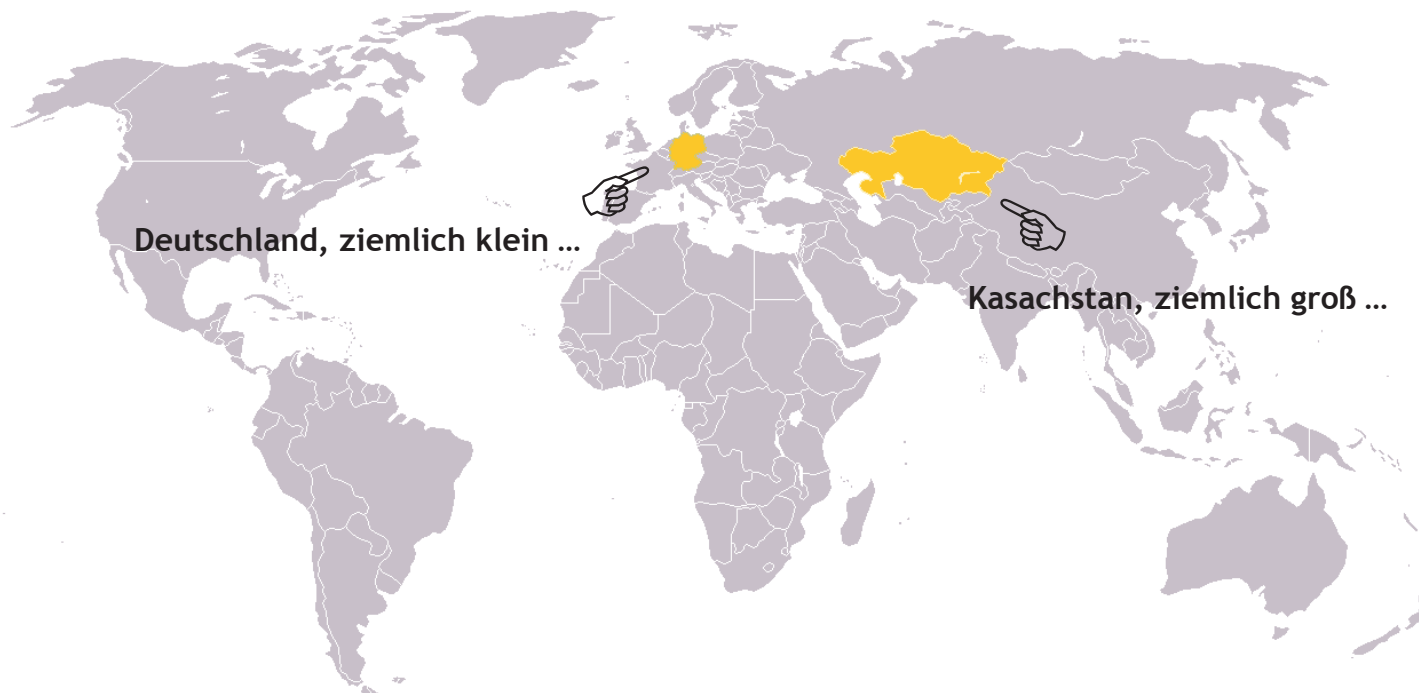 Deutschland, ziemlich klein …
Kasachstan, ziemlich groß …